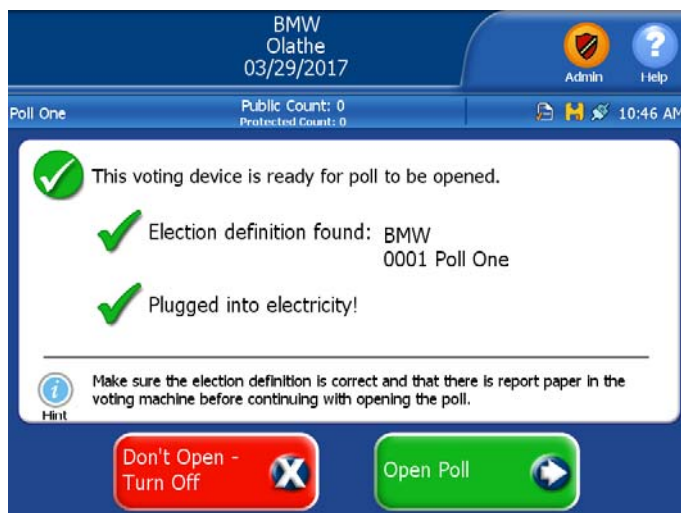 BMW
Olathe
03/29/2017
Admin
Help
Poll One
Public Count: 0
Protected Count: 0
10:46 AM
This voting device is ready for poll to be opened.
Election definition found:
BMW
0001 Poll One
Plugged into electricity!
Hint
Make sure the election definition is correct and that there is report paper in the
voting machine before continuing with opening the poll.
Don't Open -
Turn Off
Open Poll